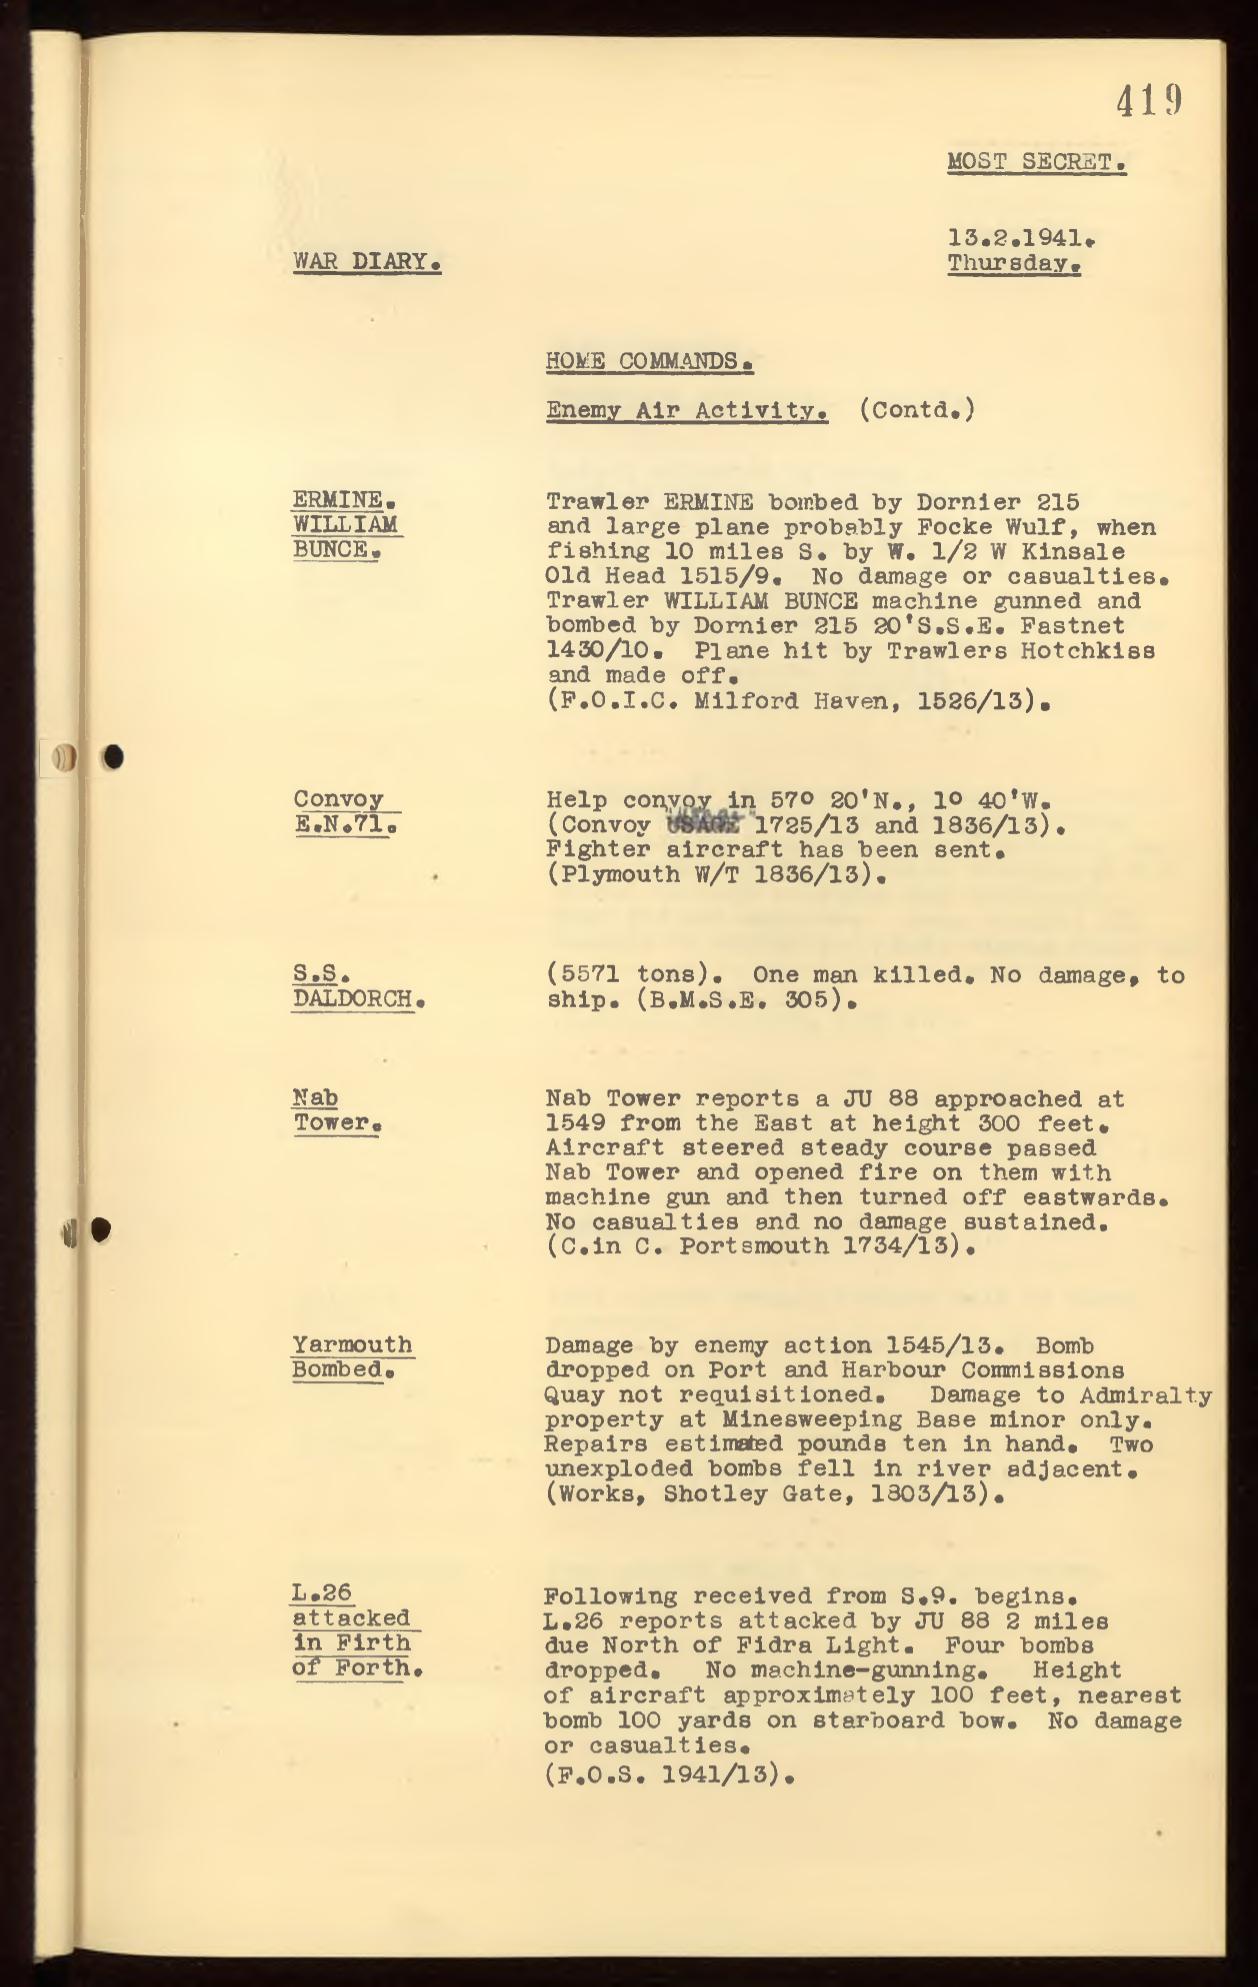 419
MOST SECRET.
13.2.1941.
WAR DIARY.
Thursday.
HOME COMMANDS.
Enemy Air Activity. (Contd.)
ERMINE.
WILLIAM
BUNCE.
Trawler ERMINE bombed by Dornier 215
and large plane probably Focke Wulf, when
fishing 10 miles S. by W. 1/2 W Kinsale
Old Head 1515/9. No damage or casualties.
Trawler WILLIAM BUNCE machine gunned and
bombed by Dornier 215 20'S.S.E. Fastnet
1430/10. Plane hit by Trawlers Hotchkiss
and made off.
(F.O.I.C. Milford Haven, 1526/13).
Convoy
E.N.71.
Help convoy in 57º 20'N., 1º 40'W.
(Convoy 1725/13 and 1836/13).
Fighter aircraft has been sent.
(Plymouth W/T 1836/13).
S.S.
DALDORCH.
(5571 tons). One man killed. No damage, to
ship. (B.M.S.E. 305).
Nab
Tower.
Nab Tower reports a JU 88 approached at
1549 from the East at height 300 feet.
Aircraft steered steady course passed
Nab Tower and opened fire on them with
machine gun and then turned off eastwards.
No casualties and no damage sustained.
(C.in C. Portsmouth 1734/13).
Yarmouth
Bombed.
Damage by enemy action 1545/13. Bomb
dropped on Port and Harbour Commissions
Quay not requisitioned. Damage to Admiralty
property at Minesweeping Base minor only.
Repairs estimated pounds ten in hand. Two
unexploded bombs fell in river adjacent.
(Works, Shotley Gate, 1803/13).
L.26
attacked
in Firth
of Forth.
Following received from S.9. begins.
L.26 reports attacked by JU 88 2 miles
due North of Fidra Light. Four bombs
dropped. No machine-gunning. Height
of aircraft approximately 100 feet, nearest
bomb 100 yards on starboard bow. No damage
or casualties.
(F.O.S. 1941/13).